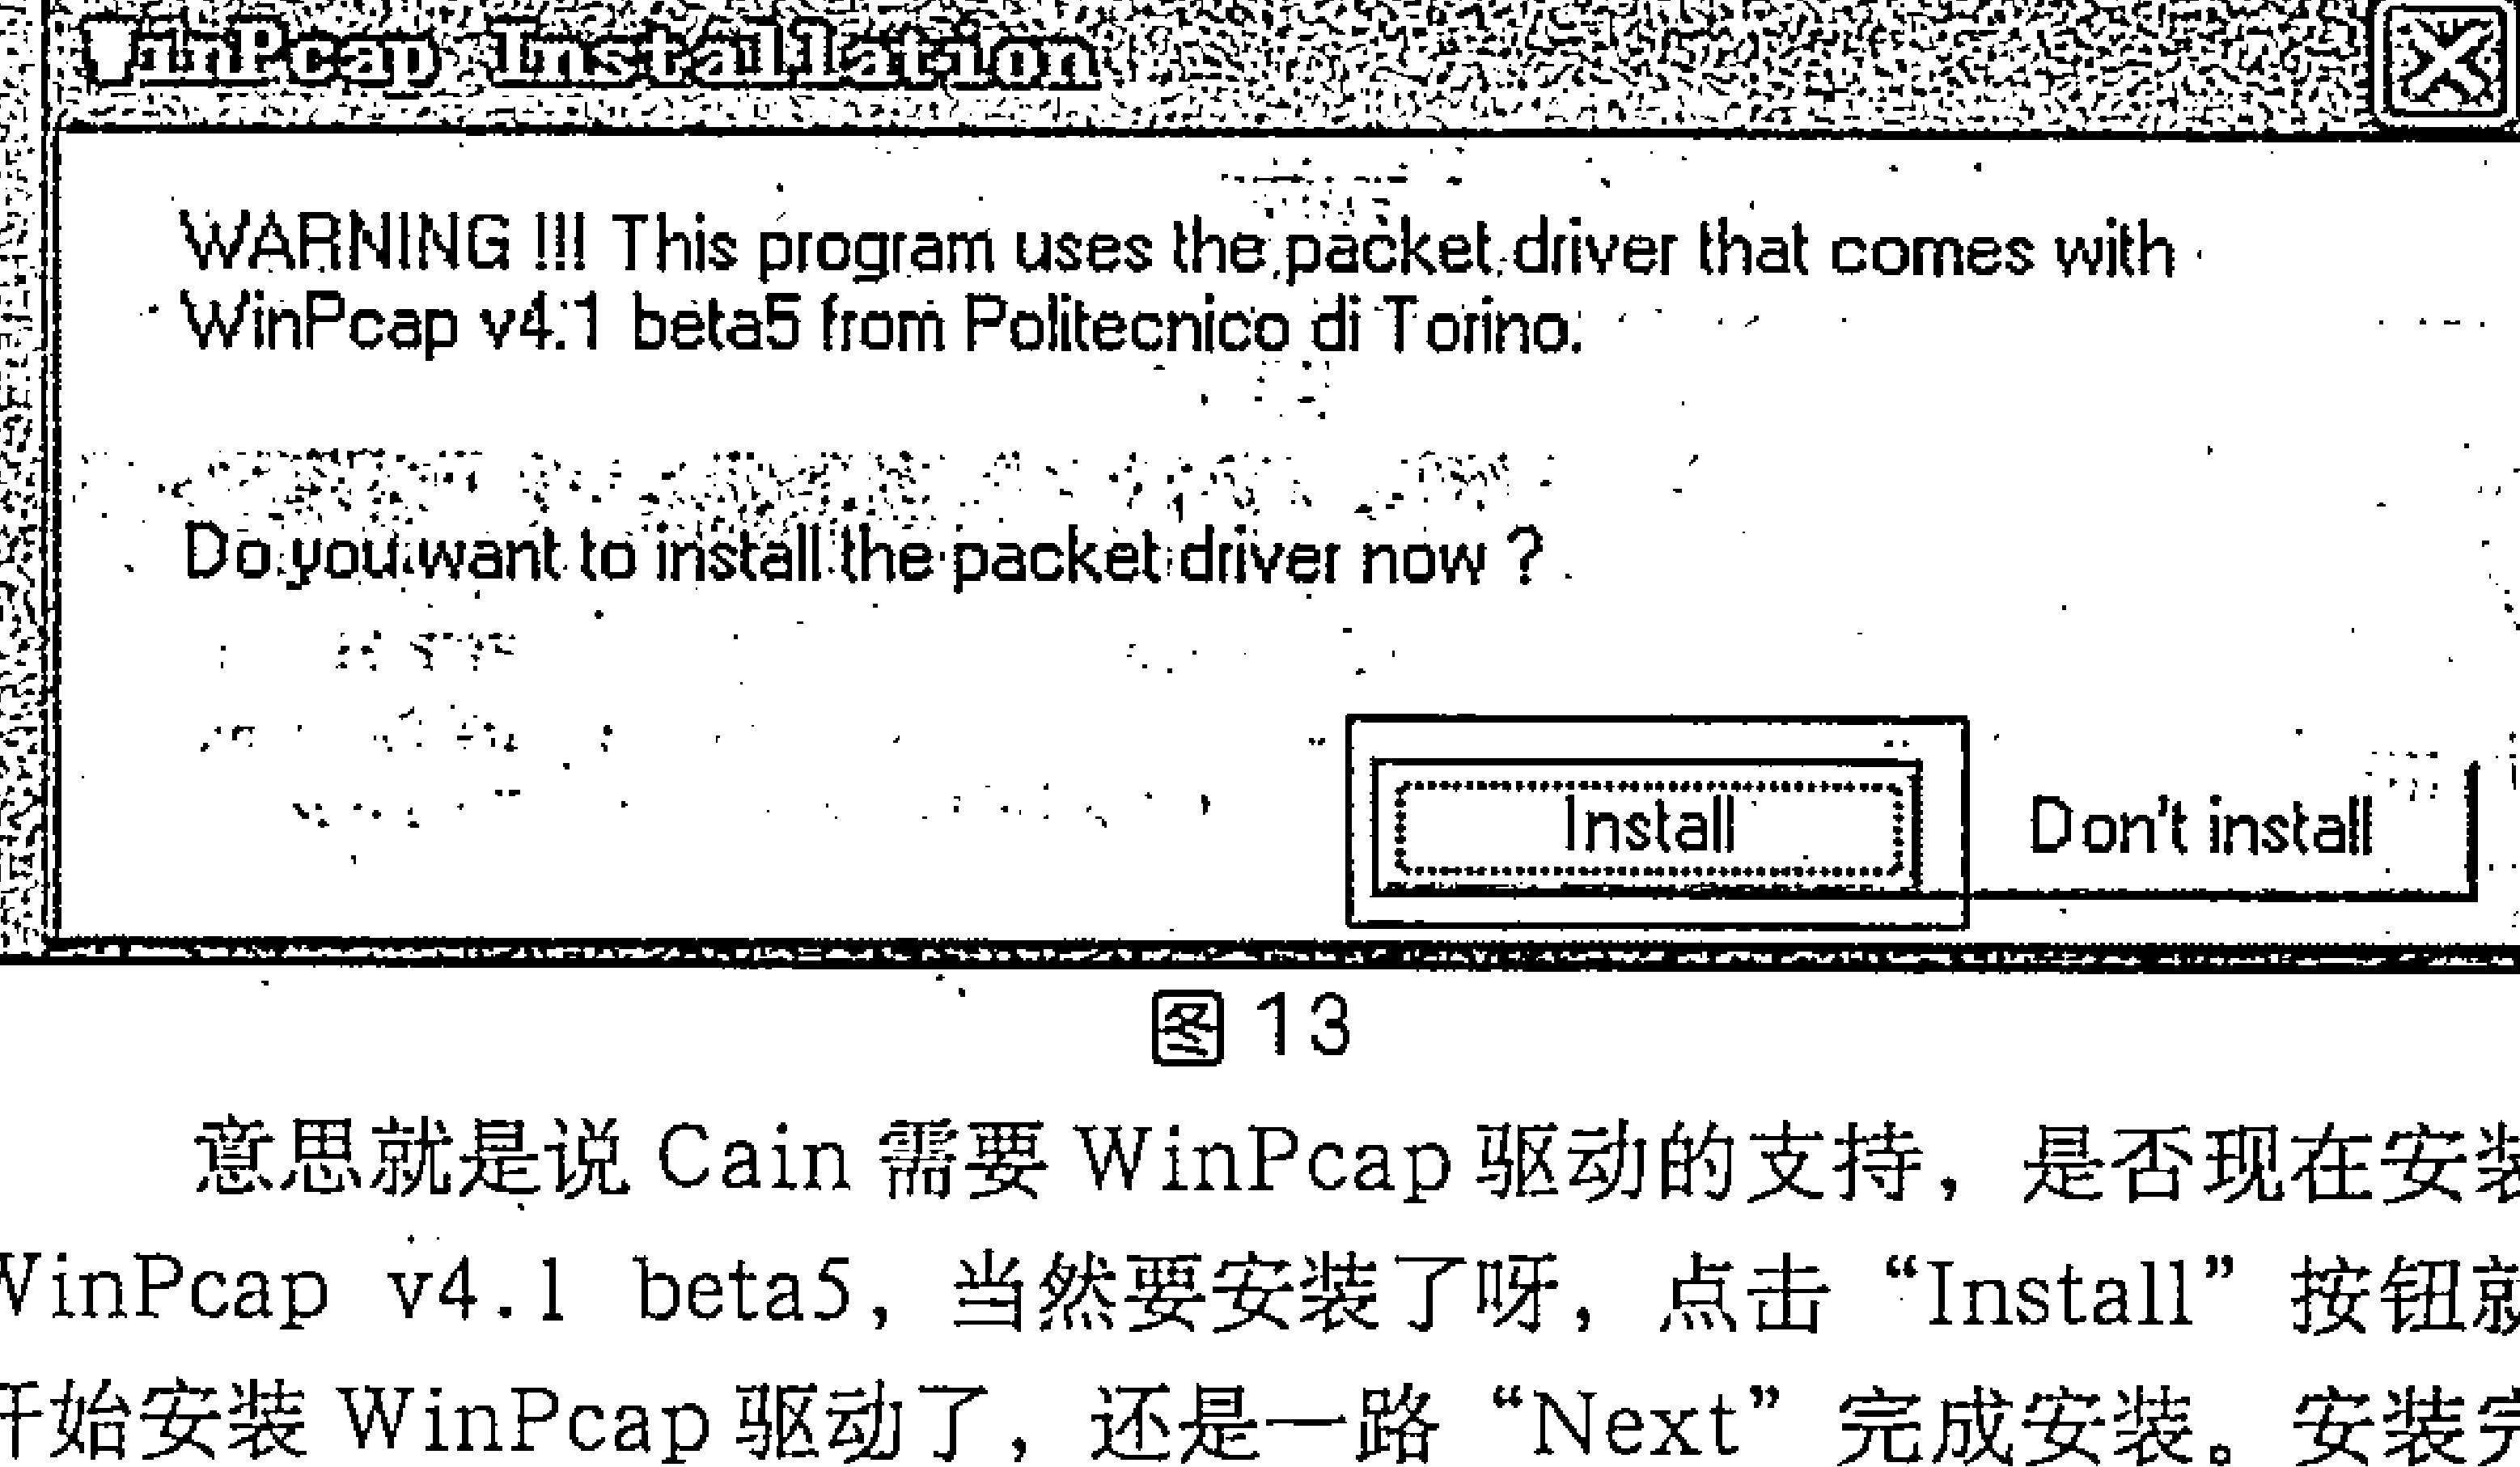 WinPcap Installation
WARNING !!! This program uses the packet driver that comes with
WinPcap v4.1 beta5 from Politecnico di Torino.
Do you want to install the packet driver now ?
Install Don't install
图 13
意思就是说 Cain 需要 WinPcap 驱动的支持，是否现在安装
WinPcap v4.1 beta5，当然要安装了呀，点击“Install”按钮就
开始安装 WinPcap 驱动了，还是一路“Next”完成安装。安装完